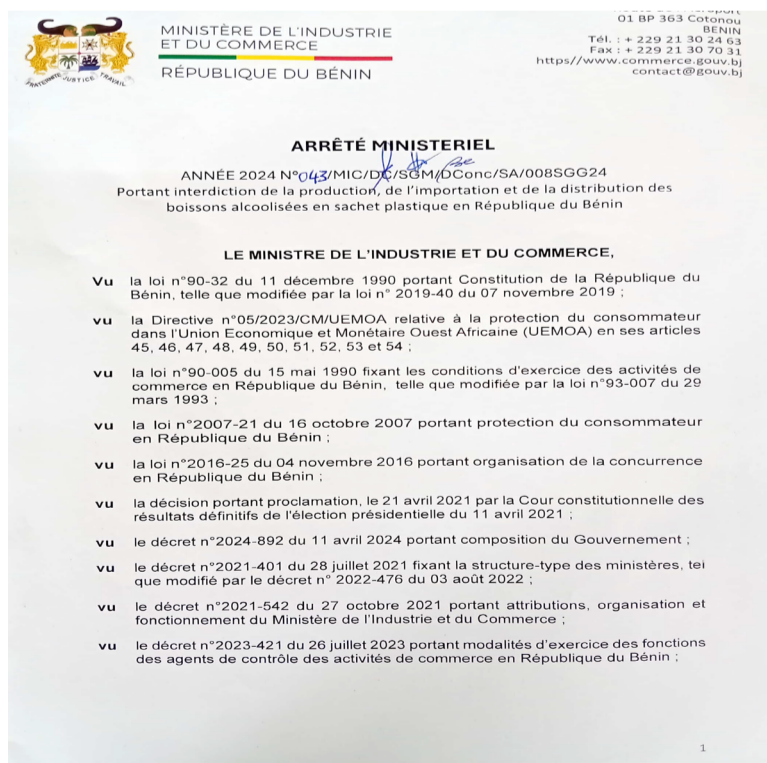 01 BP 363 Cotonou
BENIN
Tél. : + 229 21 30 24 63
Fax : + 229 21 30 70 31
https//www.commerce.gouv.bj
contact@gouv.bj
MINISTÈRE DE L'INDUSTRIE
ET DU COMMERCE
RÉPUBLIQUE DU BÉNIN
FRATERNITÉ JUSTICE TRAVAIL
ARRÊTÉ MINISTERIEL
ANNÉE 2024 N°043/MIC/DC/SGM/DConc/SA/008SGG24
Portant interdiction de la production, de l'importation et de la distribution des
boissons alcoolisées en sachet plastique en République du Bénin
LE MINISTRE DE L'INDUSTRIE ET DU COMMERCE,
Vu la loi n°90-32 du 11 décembre 1990 portant Constitution de la République du
Bénin, telle que modifiée par la loi n° 2019-40 du 07 novembre 2019 ;
vu la Directive n°05/2023/CM/UEMOA relative à la protection du consommateur
dans l'Union Economique et Monétaire Ouest Africaine (UEMOA) en ses articles
45, 46, 47, 48, 49, 50, 51, 52, 53 et 54 ;
vu la loi n°90-005 du 15 mai 1990 fixant les conditions d'exercice des activités de
commerce en République du Bénin, telle que modifiée par la loi n°93-007 du 29
mars 1993 ;
vu la loi n°2007-21 du 16 octobre 2007 portant protection du consommateur
en République du Bénin ;
vu la loi n°2016-25 du 04 novembre 2016 portant organisation de la concurrence
en République du Bénin ;
vu la décision portant proclamation, le 21 avril 2021 par la Cour constitutionnelle des
résultats définitifs de l'élection présidentielle du 11 avril 2021 ;
vu le décret n°2024-892 du 11 avril 2024 portant composition du Gouvernement ;
vu le décret n°2021-401 du 28 juillet 2021 fixant la structure-type des ministères, tel
que modifié par le décret n° 2022-476 du 03 août 2022 ;
vu le décret n°2021-542 du 27 octobre 2021 portant attributions, organisation et
fonctionnement du Ministère de l'Industrie et du Commerce ;
vu le décret n°2023-421 du 26 juillet 2023 portant modalités d'exercice des fonctions
des agents de contrôle des activités de commerce en République du Bénin ;
1